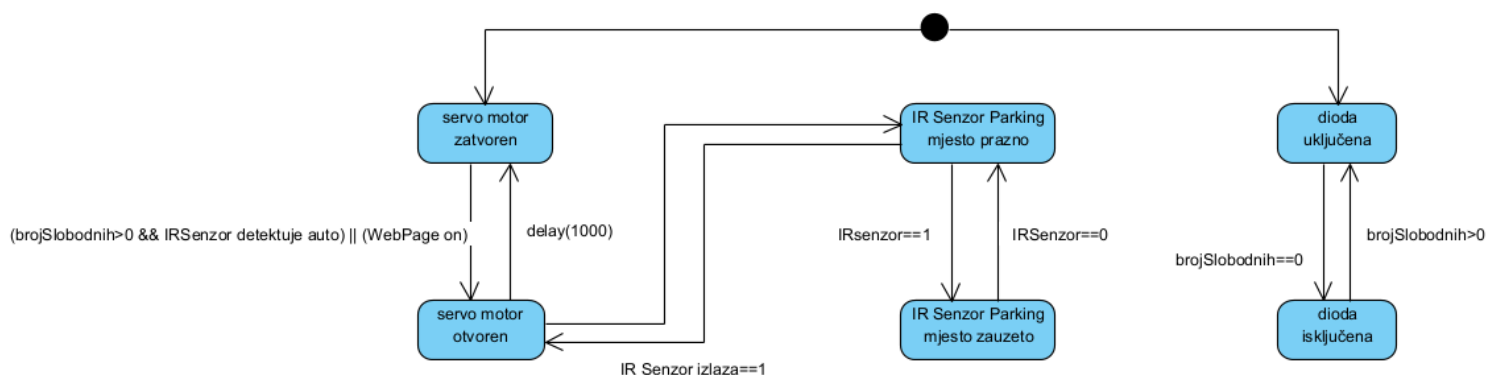 servo motor
zatvoren
IR Senzor Parking
mjesto prazno
dioda
uključena
(brojSlobodnih>0 && IRSenzor detektuje auto) || (WebPage on)
delay(1000)
IRsenzor==1
IRSenzor==0
brojSlobodnih==0
brojSlobodnih>0
servo motor
otvoren
IR Senzor Parking
mjesto zauzeto
dioda
isključena
IR Senzor izlaza==1